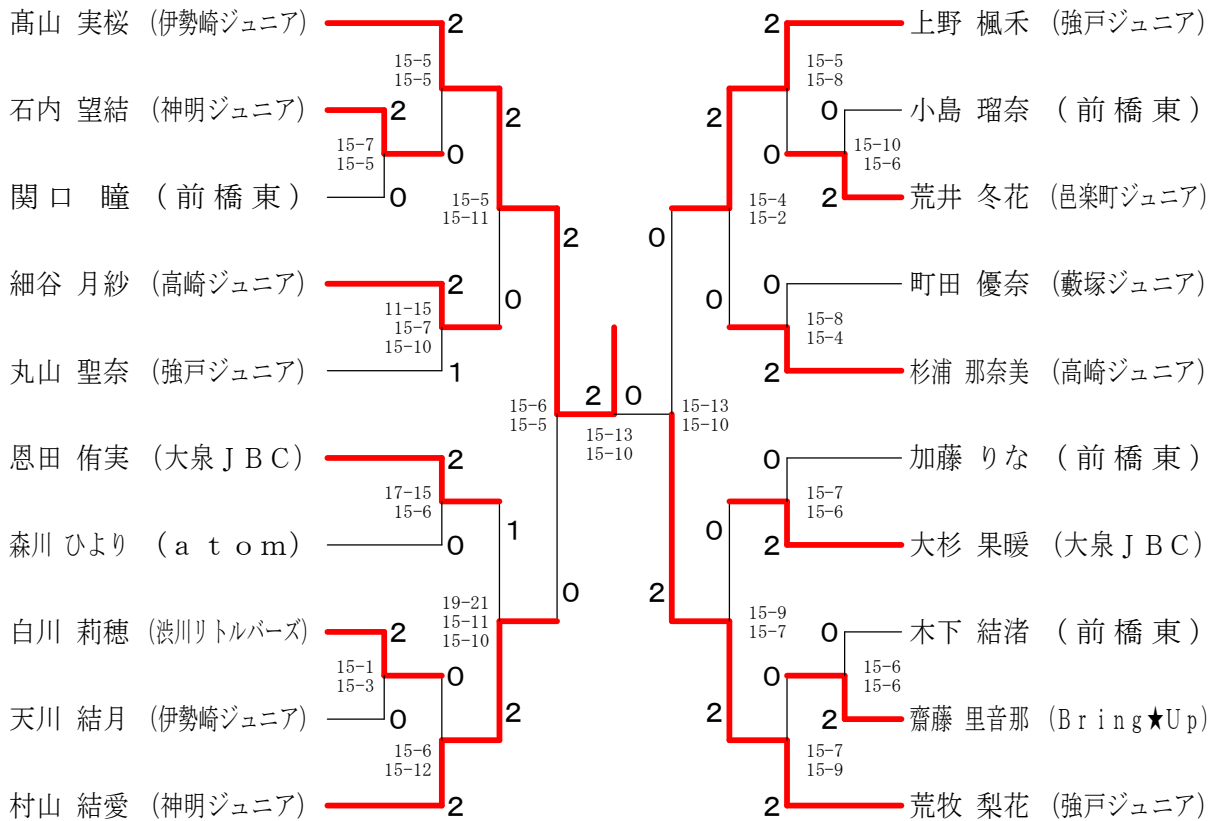 髙山 実桜 (伊勢崎ジュニア) 2 2 上野 楓禾 (強戸ジュニア)
15-5 15-5
15-5 15-8
石内 望結 (神明ジュニア) 2 2 2 0 小島 瑠奈 (前橋東)
15-7 15-10
15-5 0 0 15-6
関口 瞳 (前橋東) 0 15-5 15-4 2 荒井 冬花 (邑楽町ジュニア)
15-11 15-2
2 0
細谷 月紗 (高崎ジュニア) 2 0 0 0 町田 優奈 (藪塚ジュニア)
11-15 15-8
15-7 15-4
15-10
丸山 聖奈 (強戸ジュニア) 1 2 杉浦 那奈美 (高崎ジュニア)
2 0
15-6 15-13
15-5 15-10
15-13
15-10
恩田 侑実 (大泉JBC) 2 0 加藤 りな (前橋東)
17-15 15-7
15-6 15-6
森川 ひより (atom) 0 1 0 2 大杉 果暖 (大泉JBC)
0 2
19-21 15-9
15-11 15-7
15-10
白川 莉穂 (渋川リトルバーズ) 2 0 木下 結渚 (前橋東)
15-1 0 0 15-6
15-3 15-6
天川 結月 (伊勢崎ジュニア) 0 2 2 齋藤 里音那 (Bring★Up)
15-6 15-7
15-12 15-9
村山 結愛 (神明ジュニア) 2 2 荒牧 梨花 (強戸ジュニア)